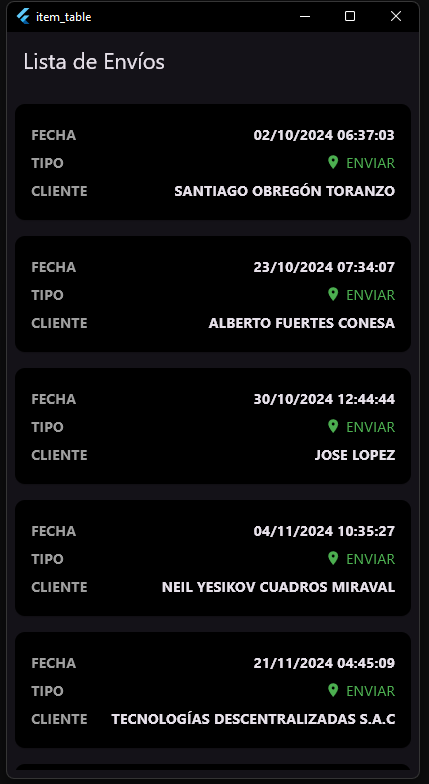 item_table
Lista de Envíos
FECHA 02/10/2024 06:37:03
TIPO ENVIAR
CLIENTE SANTIAGO OBREGÓN TORANZO
FECHA 23/10/2024 07:34:07
TIPO ENVIAR
CLIENTE ALBERTO FUERTES CONESA
FECHA 30/10/2024 12:44:44
TIPO ENVIAR
CLIENTE JOSE LOPEZ
FECHA 04/11/2024 10:35:27
TIPO ENVIAR
CLIENTE NEIL YESIKOV CUADROS MIRAVAL
FECHA 21/11/2024 04:45:09
TIPO ENVIAR
CLIENTE TECNOLOGÍAS DESCENTRALIZADAS S.A.C